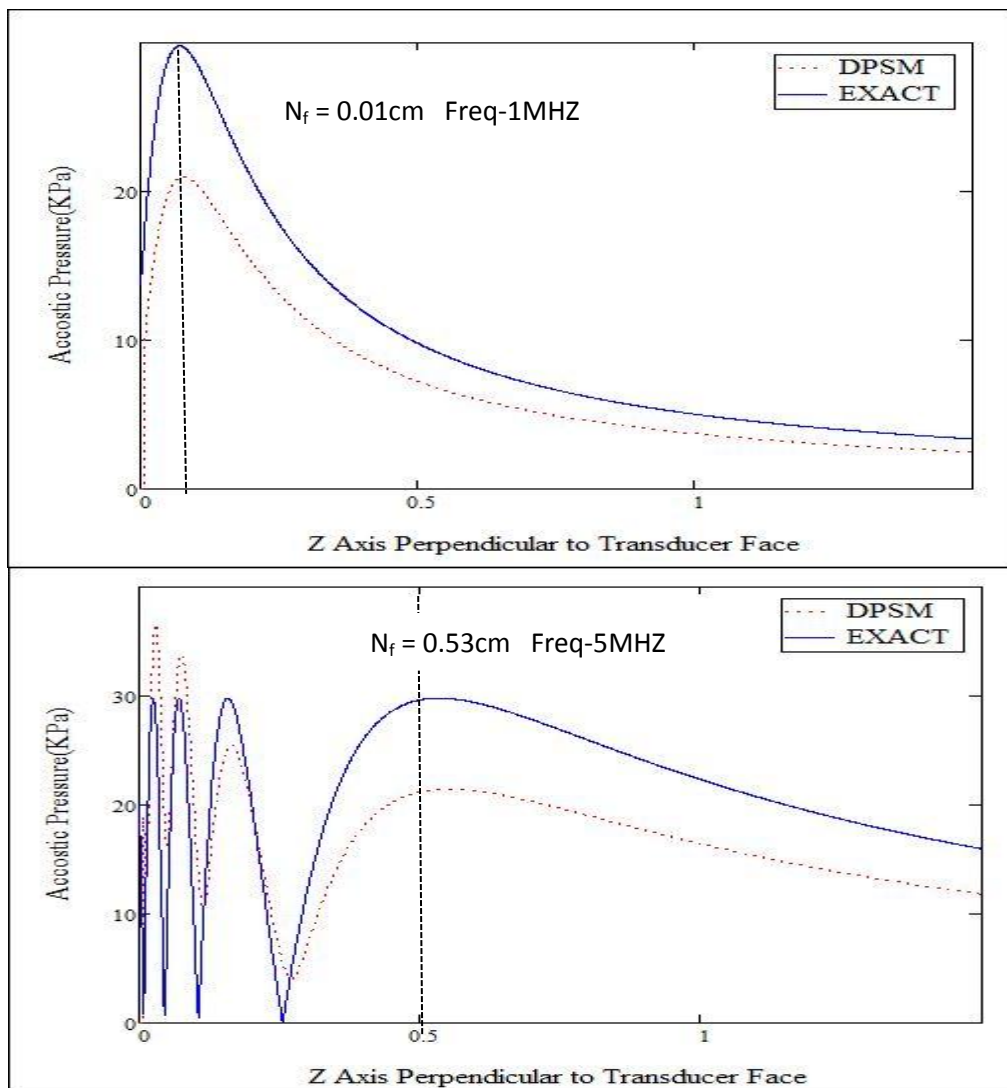 DPSM
EXACT
N_f = 0.01cm Freq-1MHZ
Accostic Pressure(KPa)
20
10
0
0 0.5 1
Z Axis Perpendicular to Transducer Face
DPSM
EXACT
N_f = 0.53cm Freq-5MHZ
Accostic Pressure(KPa)
30
20
10
0
0 0.5 1
Z Axis Perpendicular to Transducer Face